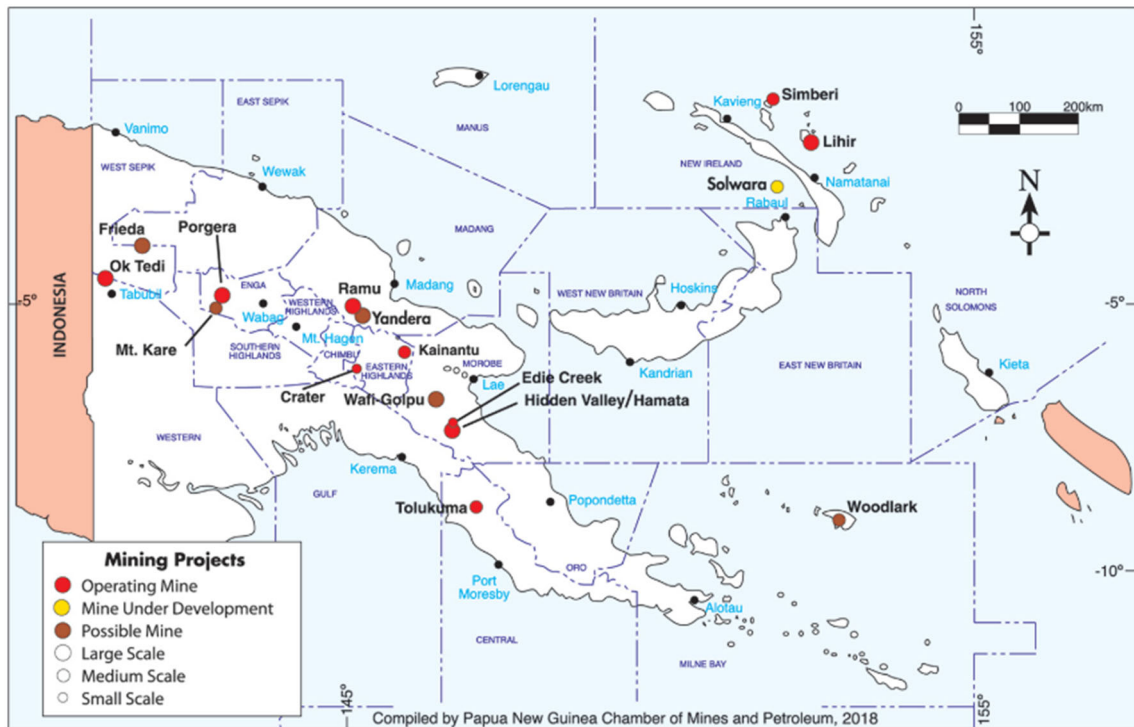 155°
Lorengau
Simberi
Kavieng
0 100 200km
EAST SEPIK
MANUS
Vanimo
Lihir
WEST SEPIK
NEW IRELAND
Wewak
Solwara
Namatanai
N
Rabaul
Frieda
Porgera
MADANG
Ok Tedi
Tabubil
ENGA
Ramu
Madang
WEST NEW BRITAIN
Hoskins
NORTH
SOLOMONS
-5°
-5°
Wabag
WESTERN
HIGHLANDS
Yandera
Mt. Hagen
Mt. Kare
SOUTHERN
HIGHLANDS
CHIMBU
Kainantu
INDONESIA
EASTERN
HIGHLANDS
MOROBE
Kandrian
EAST NEW BRITAIN
Kieta
Crater
Lae
Edie Creek
Wafi-Golpu
Hidden Valley/Hamata
WESTERN
Kerema
GULF
Tolukuma
Popondetta
Woodlark
Mining Projects
Operating Mine
Mine Under Development
Possible Mine
Large Scale
Medium Scale
Small Scale
Port
Moresby
ORO
-10°
Alotau
CENTRAL
MILNE BAY
145°
155°
Compiled by Papua New Guinea Chamber of Mines and Petroleum, 2018